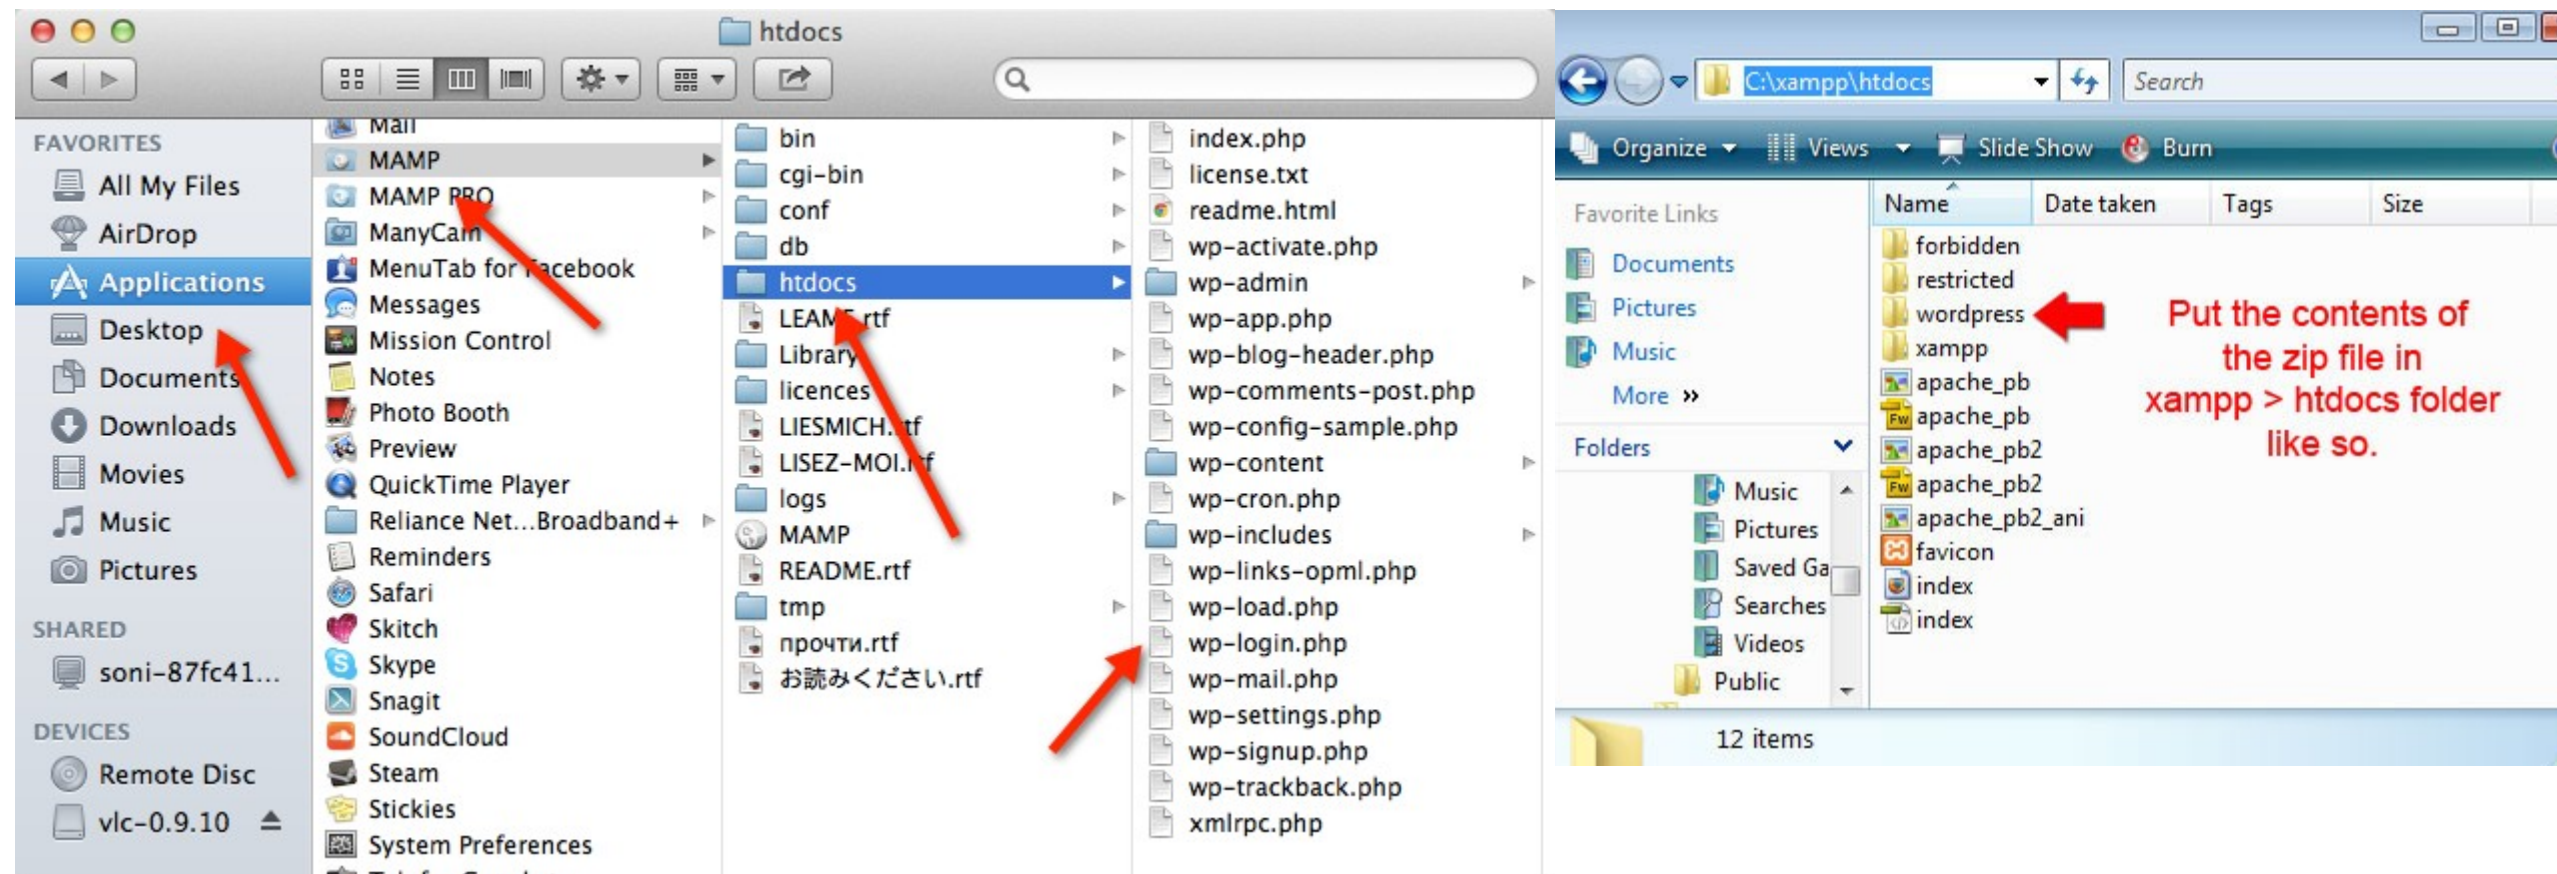 htdocs
FAVORITES
All My Files
AirDrop
Applications
Desktop
Documents
Downloads
Movies
Music
Pictures
SHARED
soni-87fc41...
DEVICES
Remote Disc
vlc-0.9.10
Mail
MAMP
MAMP PRO
ManyCam
MenuTab for Facebook
Messages
Mission Control
Notes
Photo Booth
Preview
QuickTime Player
Reliance Net...Broadband+
Reminders
Safari
Skitch
Skype
Snagit
SoundCloud
Steam
Stickies
System Preferences
bin
cgi-bin
conf
db
htdocs
LEAME.rtf
Library
licences
LIESMICH.rtf
LISEZ-MOI.rtf
logs
MAMP
README.rtf
tmp
прочти.rtf
お読みください.rtf
index.php
license.txt
readme.html
wp-activate.php
wp-admin
wp-app.php
wp-blog-header.php
wp-comments-post.php
wp-config-sample.php
wp-content
wp-cron.php
wp-includes
wp-links-opml.php
wp-load.php
wp-login.php
wp-mail.php
wp-settings.php
wp-signup.php
wp-trackback.php
xmlrpc.php
C:\xampp\htdocs
Search
Organize Views Slide Show Burn
Favorite Links
Documents
Pictures
Music
More »
Folders
Music
Pictures
Saved Ga
Searches
Videos
Public
Name Date taken Tags Size
forbidden
restricted
wordpress
xampp
apache_pb
apache_pb
apache_pb2
apache_pb2
apache_pb2_ani
favicon
index
index
Put the contents of
the zip file in
xampp > htdocs folder
like so.
12 items